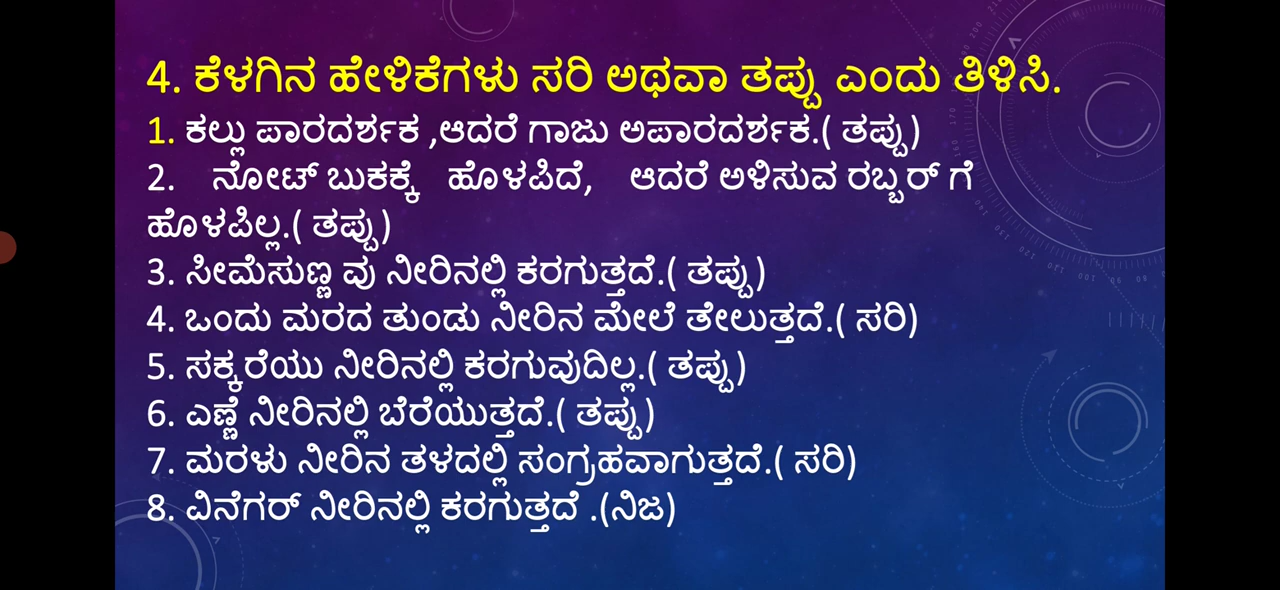 4. ಕೆಳಗಿನ ಹೇಳಿಕೆಗಳು ಸರಿ ಅಥವಾ ತಪ್ಪು ಎಂದು ತಿಳಿಸಿ.
1. ಕಲ್ಲು ಪಾರದರ್ಶಕ ,ಆದರೆ ಗಾಜು ಅಪಾರದರ್ಶಕ.( ತಪ್ಪು)
2. ನೋಟ್ ಬುಕಕ್ಕೆ ಹೊಳಪಿದೆ, ಆದರೆ ಅಳಿಸುವ ರಬ್ಬರ್ ಗೆ
ಹೊಳಪಿಲ್ಲ.( ತಪ್ಪು)
3. ಸೀಮೆಸುಣ್ಣ ವು ನೀರಿನಲ್ಲಿ ಕರಗುತ್ತದೆ.( ತಪ್ಪು)
4. ಒಂದು ಮರದ ತುಂಡು ನೀರಿನ ಮೇಲೆ ತೇಲುತ್ತದೆ.( ಸರಿ)
5. ಸಕ್ಕರೆಯು ನೀರಿನಲ್ಲಿ ಕರಗುವುದಿಲ್ಲ.( ತಪ್ಪು)
6. ಎಣ್ಣೆ ನೀರಿನಲ್ಲಿ ಬೆರೆಯುತ್ತದೆ.( ತಪ್ಪು)
7. ಮರಳು ನೀರಿನ ತಳದಲ್ಲಿ ಸಂಗ್ರಹವಾಗುತ್ತದೆ.( ಸರಿ)
8. ವಿನೆಗರ್ ನೀರಿನಲ್ಲಿ ಕರಗುತ್ತದೆ .(ನಿಜ)